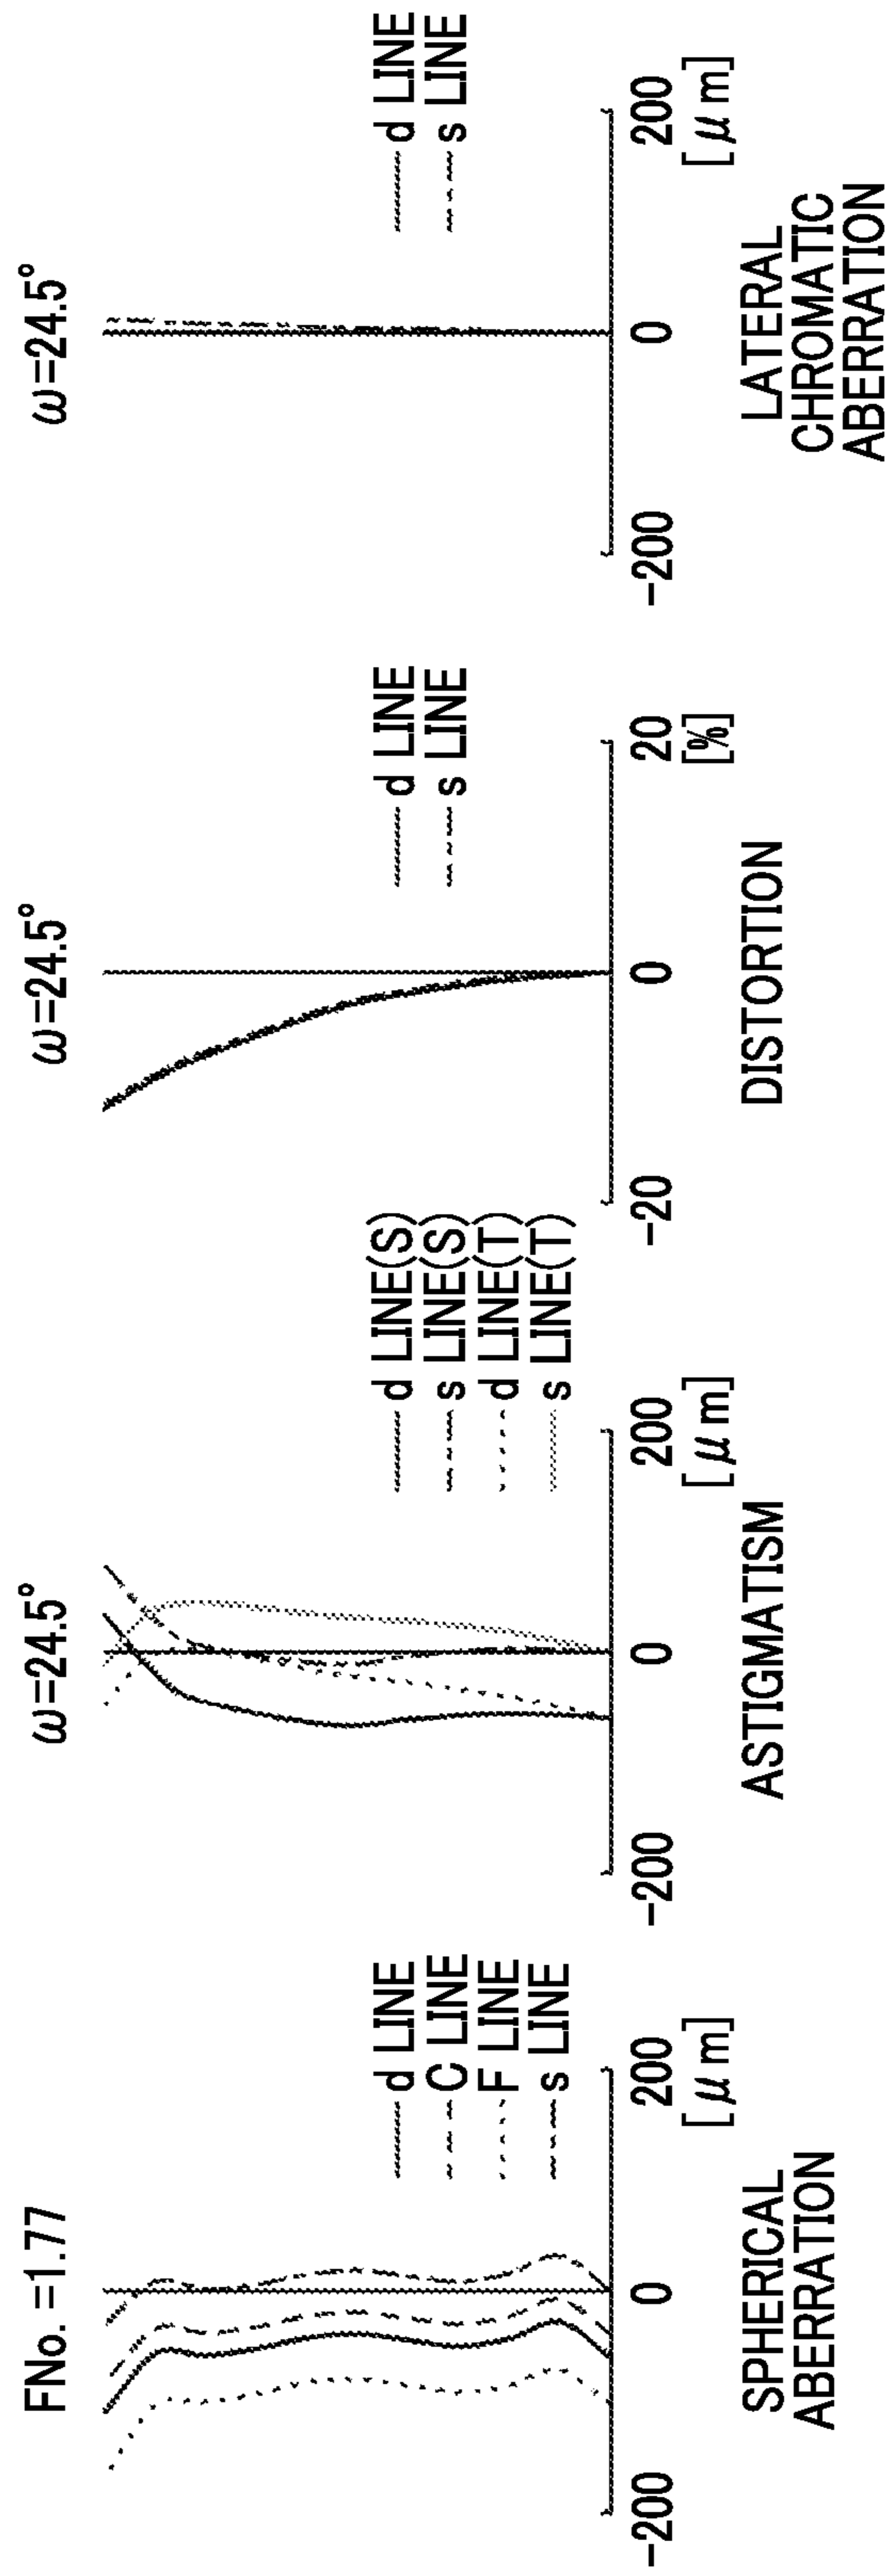 FNo. =1.77
d LINE
C LINE
F LINE
s LINE
-200
0
200
[μm]
SPHERICAL
ABERRATION
ω=24.5°
d LINE(S)
s LINE(S)
d LINE(T)
s LINE(T)
-200
0
200
[μm]
ASTIGMATISM
ω=24.5°
d LINE
s LINE
-20
0
20
[%]
DISTORTION
ω=24.5°
d LINE
s LINE
-200
0
200
[μm]
LATERAL
CHROMATIC
ABERRATION